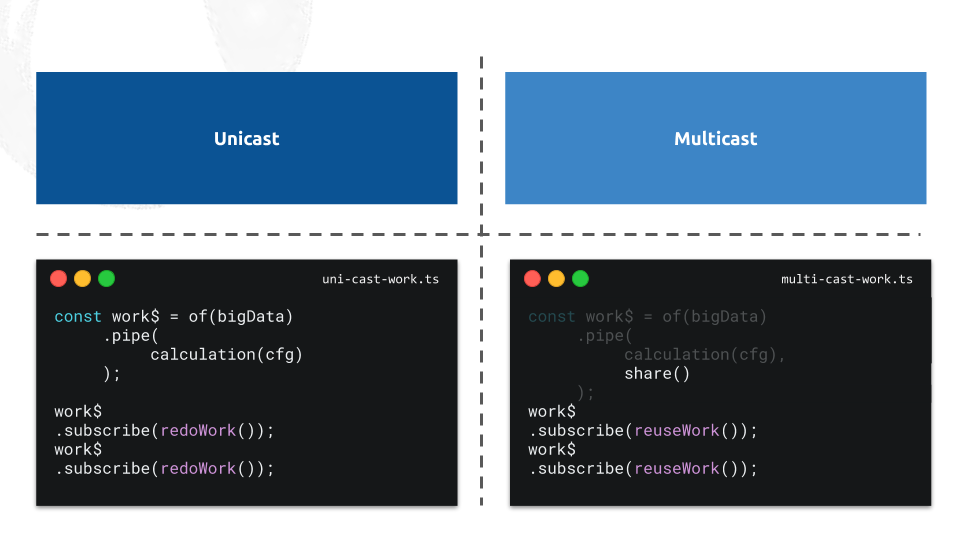 Unicast
Multicast
uni-cast-work.ts
const work$ = of(bigData)
.pipe(
calculation(cfg)
);
work$
.subscribe(redoWork());
work$
.subscribe(redoWork());
multi-cast-work.ts
const work$ = of(bigData)
.pipe(
calculation(cfg),
share()
);
work$
.subscribe(reuseWork());
work$
.subscribe(reuseWork());